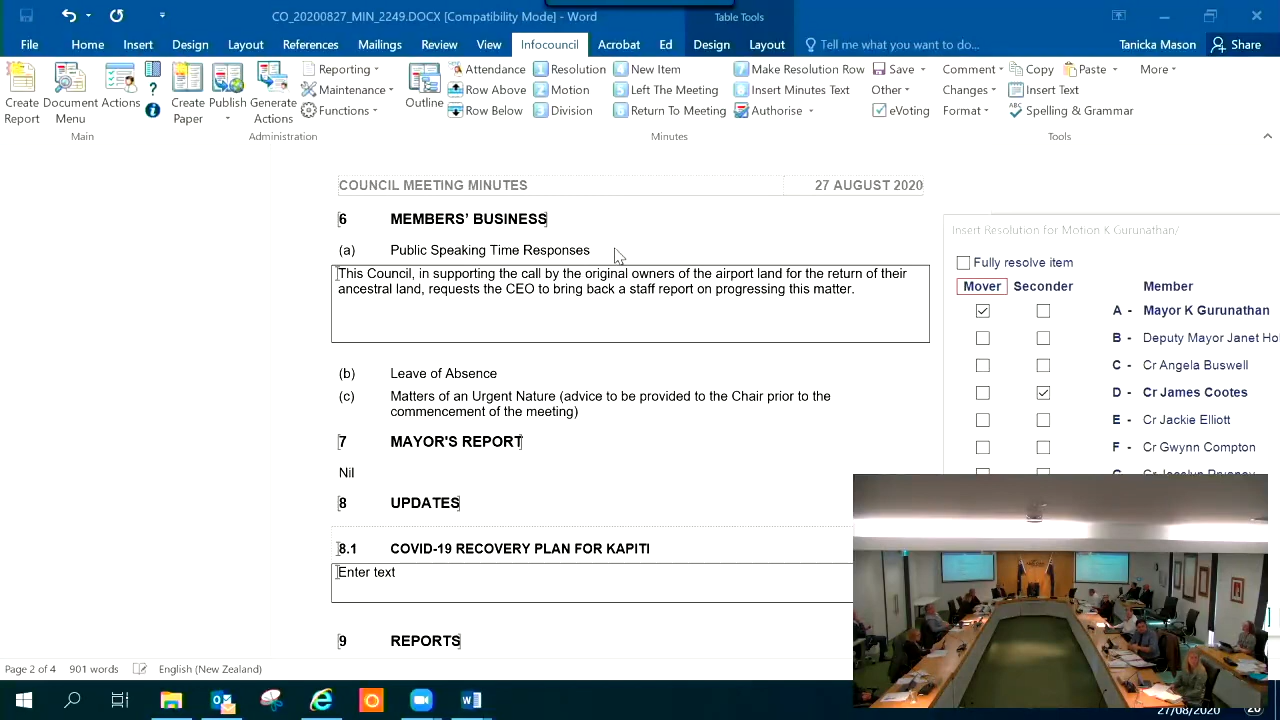 CO_20200827_MIN_2249.DOCX [Compatibility Mode] - Word
Table Tools
File Home Insert Design Layout References Mailings Review View Infocouncil Acrobat Ed Design Layout Tell me what you want to do... Tanicka Mason Share
Reporting Attendance Resolution New Item Make Resolution Row Save Comment Copy Paste More
Maintenance Row Above Motion Left The Meeting Insert Minutes Text Other Changes Insert Text
Create Report Document Menu Actions Create Paper Publish Generate Actions Functions Outline Row Below Division Return To Meeting Authorise eVoting Format Spelling & Grammar
Main Administration Minutes Tools
COUNCIL MEETING MINUTES 27 AUGUST 2020
6 MEMBERS' BUSINESS
(a) Public Speaking Time Responses
This Council, in supporting the call by the original owners of the airport land for the return of their
ancestral land, requests the CEO to bring back a staff report on progressing this matter.
(b) Leave of Absence
(c) Matters of an Urgent Nature (advice to be provided to the Chair prior to the
commencement of the meeting)
7 MAYOR'S REPORT
Nil
8 UPDATES
8.1 COVID-19 RECOVERY PLAN FOR KAPITI
Enter text
9 REPORTS
Insert Resolution for Motion K Gurunathan/
Fully resolve item
Mover Seconder Member
A - Mayor K Gurunathan
B - Deputy Mayor Janet Ho
C - Cr Angela Buswell
D - Cr James Cootes
E - Cr Jackie Elliott
F - Cr Gwynn Compton
Page 2 of 4 901 words English (New Zealand)
27/08/2020